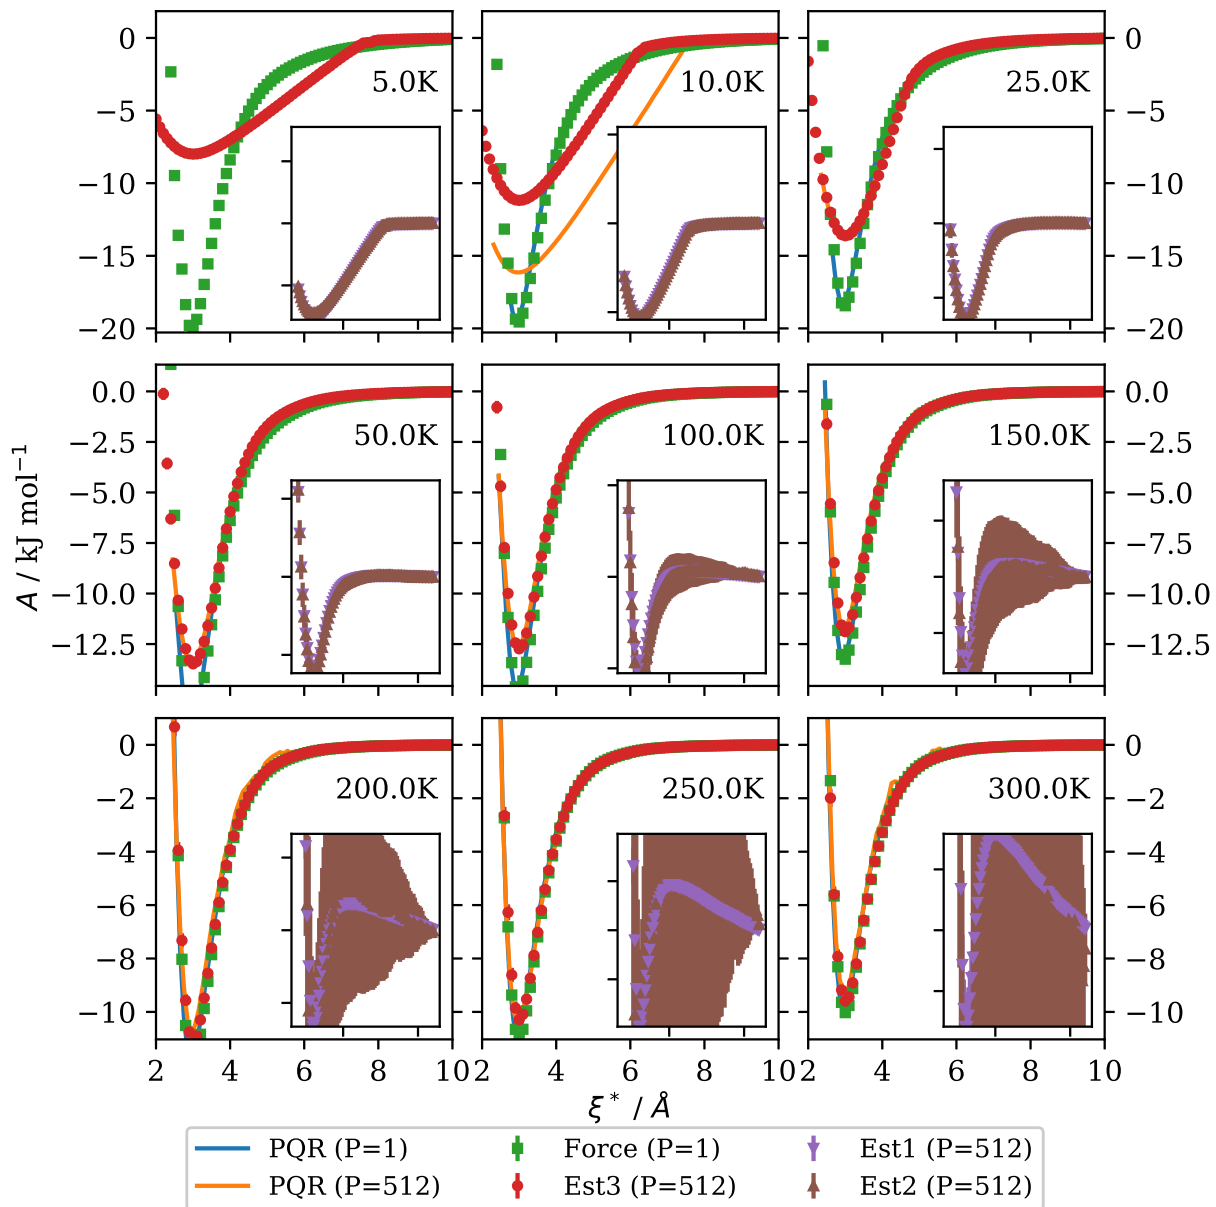 0
5.0K
10.0K
25.0K
0
−5
−5
−10
−10
−15
−15
−20
−20
0.0
50.0K
100.0K
150.0K
0.0
−2.5
−2.5
−5.0
−5.0
−7.5
−7.5
−10.0
−10.0
−12.5
−12.5
A / kJ mol⁻¹
0
200.0K
250.0K
300.0K
0
−2
−2
−4
−4
−6
−6
−8
−8
−10
−10
2 4 6 8 10 2 4 6 8 10 2 4 6 8 10
ξ* / Å
PQR (P=1) Force (P=1) Est1 (P=512)
PQR (P=512) Est3 (P=512) Est2 (P=512)